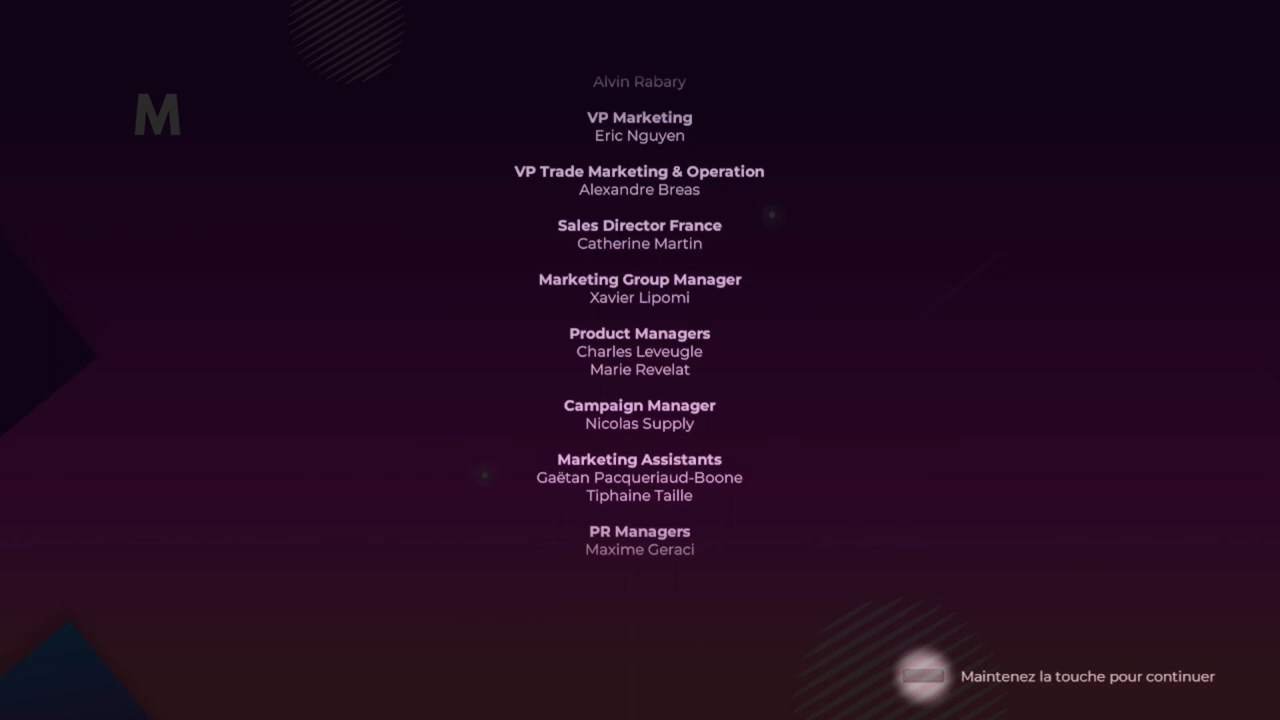 M
Alvin Rabary
VP Marketing
Eric Nguyen
VP Trade Marketing & Operation
Alexandre Breas
Sales Director France
Catherine Martin
Marketing Group Manager
Xavier Lipomi
Product Managers
Charles Leveugle
Marie Revelat
Campaign Manager
Nicolas Supply
Marketing Assistants
Gaëtan Pacqueriaud-Boone
Tiphaine Taille
PR Managers
Maxime Geraci
Maintenez la touche pour continuer